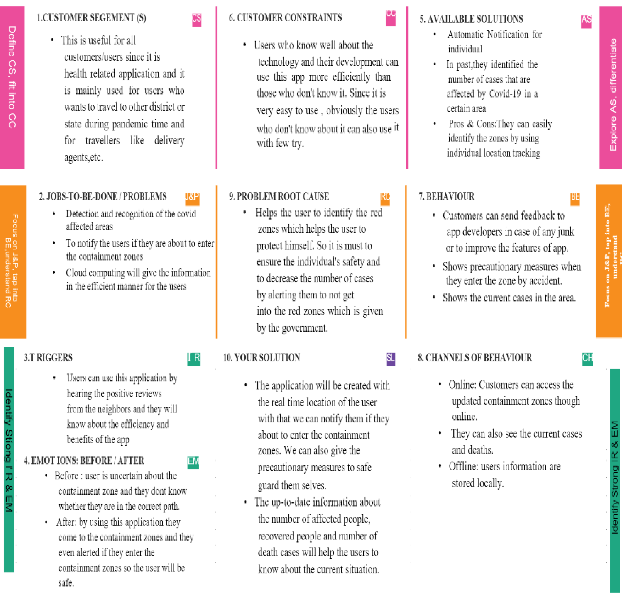 Define CS, fit into CC
1.CUSTOMER SEGEMENT (S)
CS
• This is useful for all
customers/users since it is
health related application and it
is mainly used for users who
wants to travel to other district or
state during pandemic time and
for travellers like delivery
agents,etc.
6. CUSTOMER CONSTRAINTS
CC
• Users who know well about the
technology and their development can
use this app more efficiently than
those who don't know it. Since it is
very easy to use , obviously the users
who don't know about it can also use it
with few try.
5. AVAILABLE SOLUTIONS
AS
• Automatic Notification for
individual
• In past,they identified the
number of cases that are
affected by Covid-19 in a
certain area
• Pros & Cons:They can easily
identify the zones by using
individual location tracking
Explore AS, differentiate
Focus on J&P, tap into
BE,understand RC
2. JOBS-TO-BE-DONE / PROBLEMS
J&P
• Detection and recognition of the covid
affected areas
• To notify the users if they are about to enter
the containment zones
• Cloud computing will give the information
in the efficient manner for the users
9. PROBLEM ROOT CAUSE
RC
• Helps the user to identify the red
zones which helps the user to
protect himself. So it is must to
ensure the individual's safety and
to decrease the number of cases
by alerting them to not get
into the red zones which is given
by the government.
7. BEHAVIOUR
BE
• Customers can send feedback to
app developers in case of any junk
or to improve the features of app.
• Shows precautionary measures when
they enter the zone by accident.
• Shows the current cases in the area.
Focus on J&P, tap into BE,
understand
RC
Identify Strong T R & EM
3.T RIGGERS
T R
• Users can use this application by
hearing the positive reviews
from the neighbors and they will
know about the efficiency and
benefits of the app
4. EMOT IONS: BEFORE / AFTER
EM
• Before : user is uncertain about the
containment zone and they dont know
whether they are in the correct path.
• After: by using this application they
come to the containment zones and they
even alerted if they enter the
containment zones so the user will be
safe.
10. YOUR SOLUTION
SL
• The application will be created with
the real time location of the user
with that we can notify them if they
about to enter the containment
zones. We can also give the
precautionary measures to safe
guard them selves.
• The up-to-date information about
the number of affected people,
recovered people and number of
death cases will help the users to
know about the current situation.
8. CHANNELS OF BEHAVIOUR
CH
• Online: Customers can access the
updated containment zones though
online.
• They can also see the current cases
and deaths.
• Offline: users information are
stored locally.
Identify Strong TR & EM